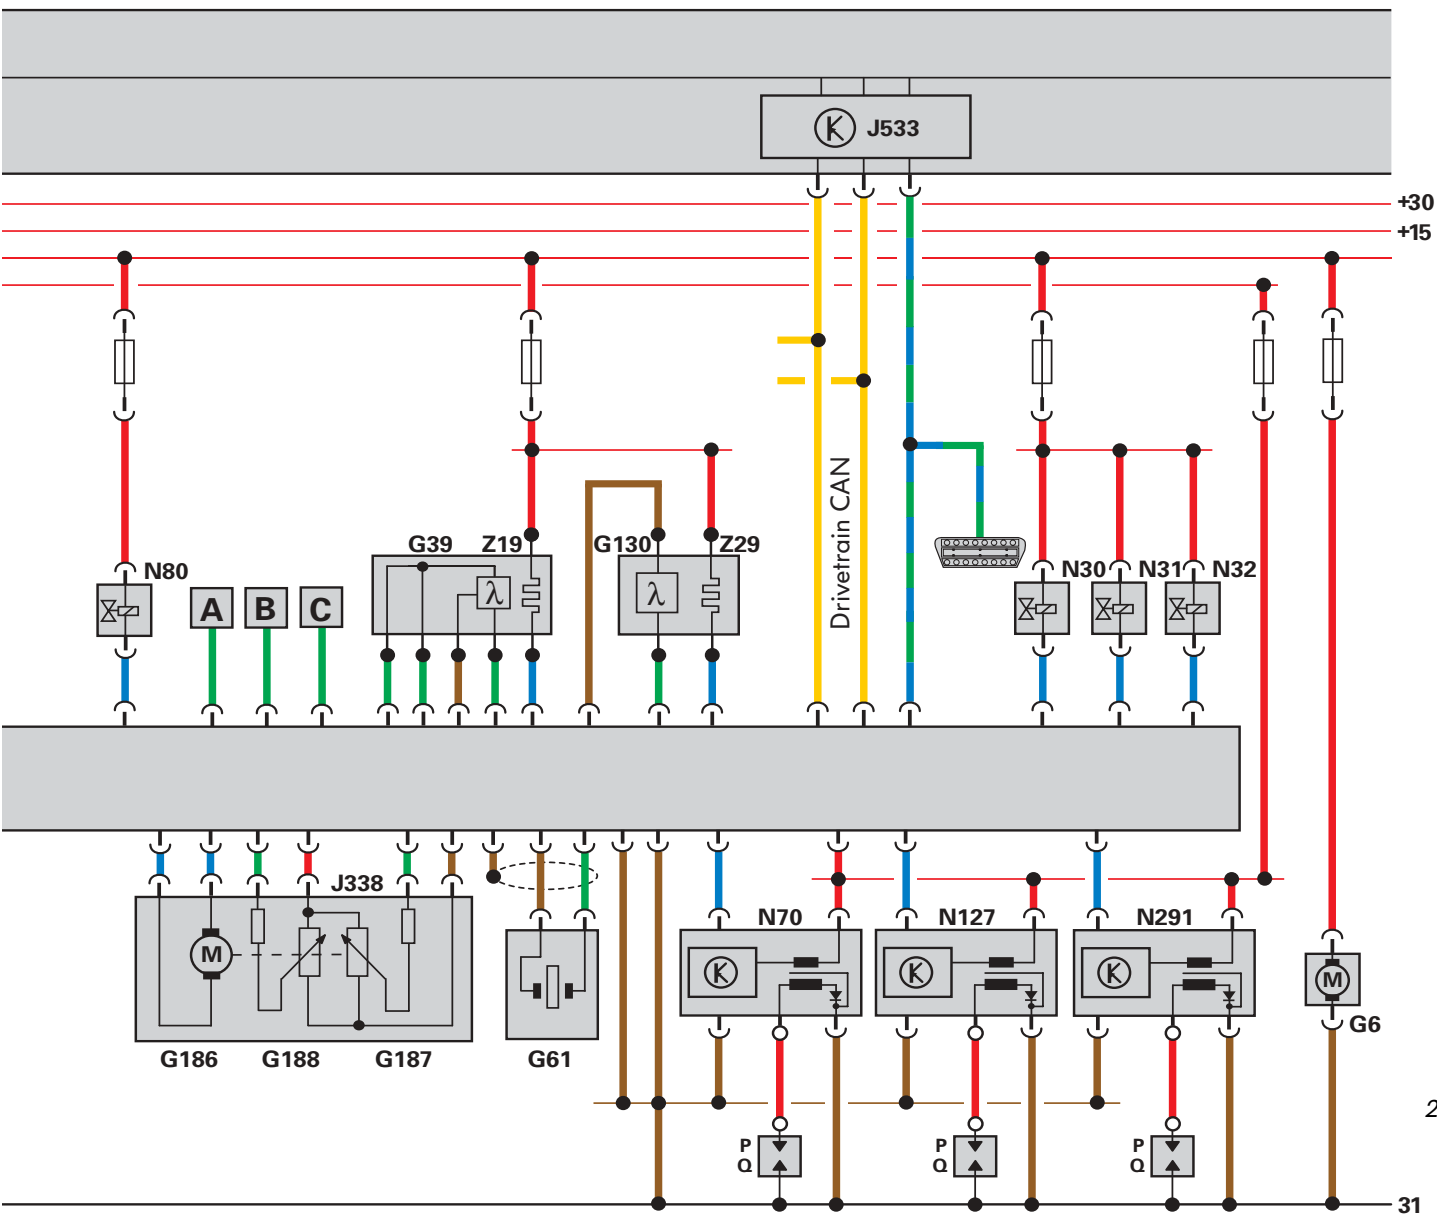 J533
+30
+15
Drivetrain CAN
G39 Z19 G130 Z29
N80 N30 N31 N32
A B C
λ λ
J338
N70 N127 N291
M
M
G6
G186 G188 G187 G61
2
P P P
Q Q Q
31